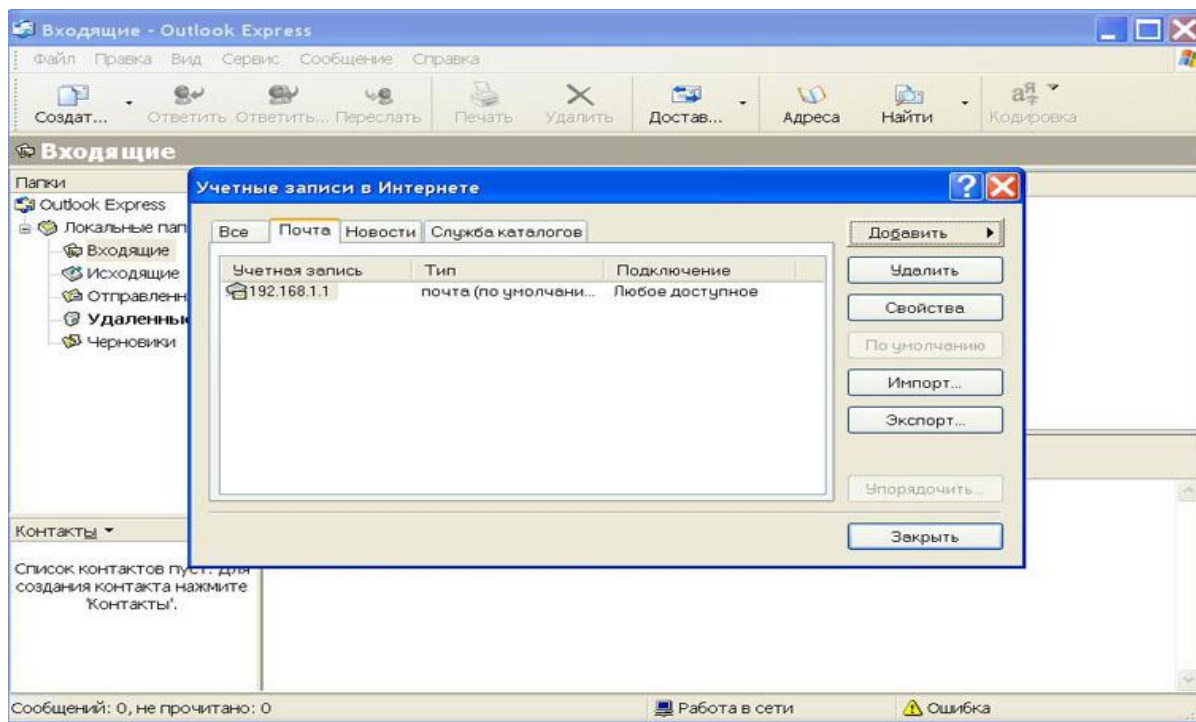 Входящие - Outlook Express
Файл Правка Вид Сервис Сообщение Справка
Создат... Ответить Ответить... Переслать Печать Удалить Достав... Адреса Найти Кодировка
Входящие
Папки
Outlook Express
Локальные пап
Входящие
Исходящие
Отправленн
Удаленные
Черновики
Учетные записи в Интернете
Все Почта Новости Служба каталогов
Учетная запись Тип Подключение
192.168.1.1 почта (по умолчани... Любое доступное
Добавить
Удалить
Свойства
По умолчанию
Импорт...
Экспорт...
Упорядочить...
Закрыть
Контакты
Список контактов пуст. Для
создания контакта нажмите
'Контакты'.
Сообщений: 0, не прочитано: 0 Работа в сети Ошибка